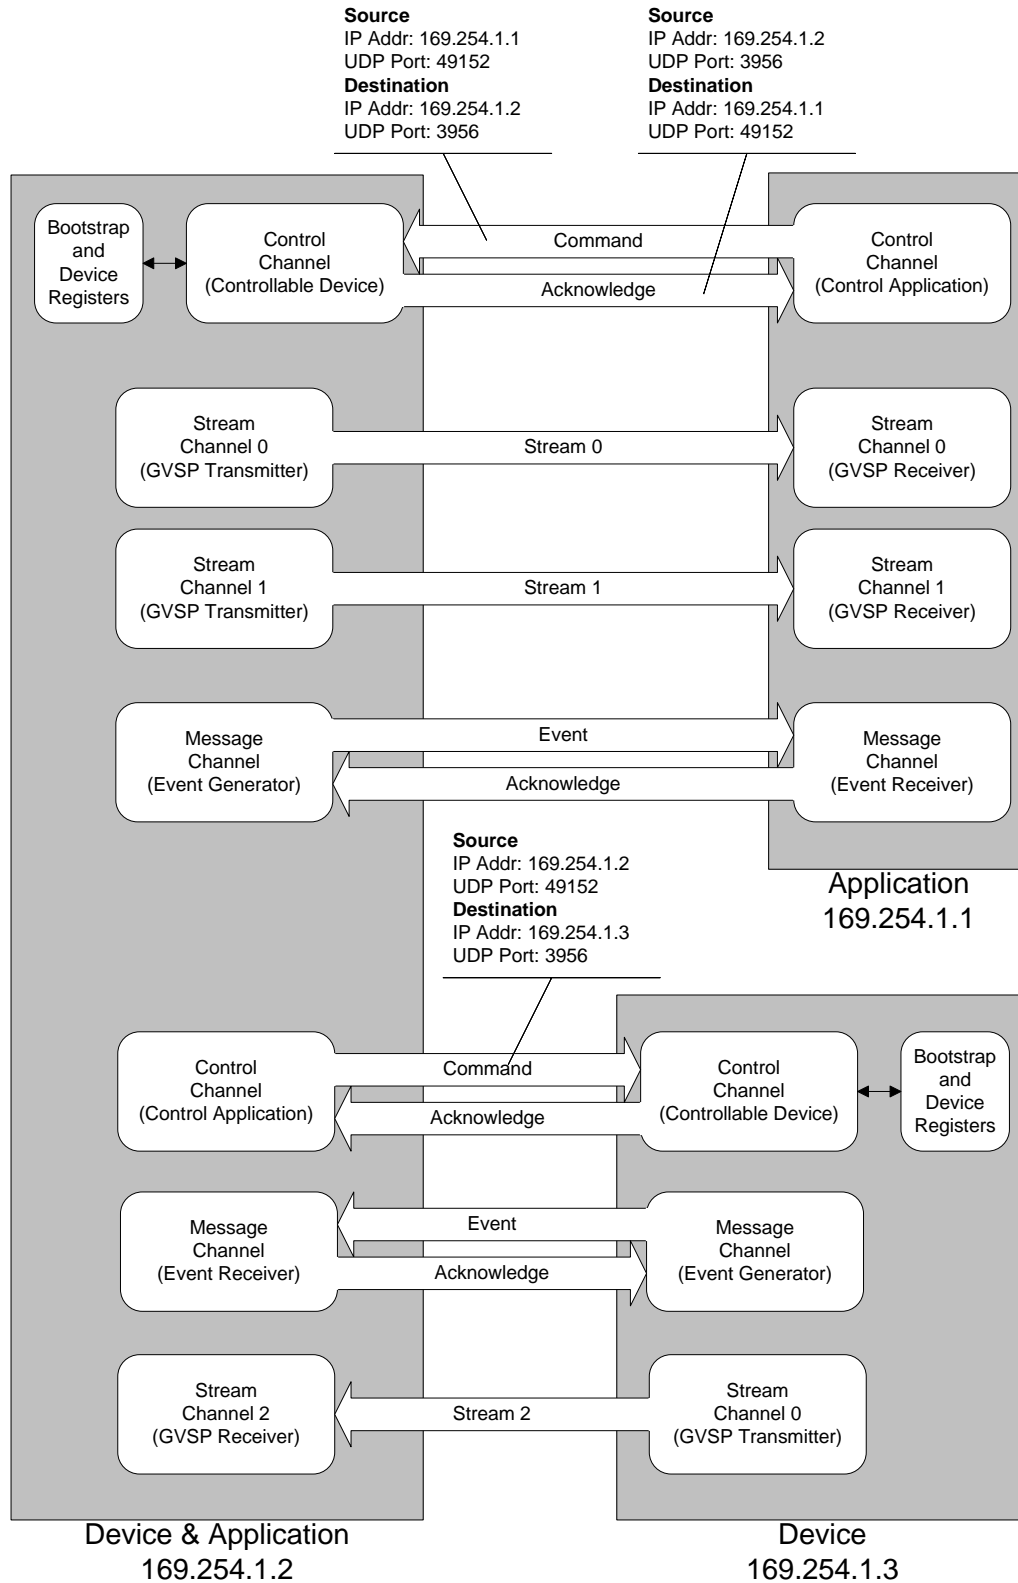 Source
IP Addr: 169.254.1.1
UDP Port: 49152
Destination
IP Addr: 169.254.1.2
UDP Port: 3956
Source
IP Addr: 169.254.1.2
UDP Port: 3956
Destination
IP Addr: 169.254.1.1
UDP Port: 49152
Bootstrap
and
Device
Registers
Control
Channel
(Controllable Device)
Command
Acknowledge
Control
Channel
(Control Application)
Stream
Channel 0
(GVSP Transmitter)
Stream 0
Stream
Channel 0
(GVSP Receiver)
Stream
Channel 1
(GVSP Transmitter)
Stream 1
Stream
Channel 1
(GVSP Receiver)
Message
Channel
(Event Generator)
Event
Acknowledge
Message
Channel
(Event Receiver)
Source
IP Addr: 169.254.1.2
UDP Port: 49152
Destination
IP Addr: 169.254.1.3
UDP Port: 3956
Application
169.254.1.1
Control
Channel
(Control Application)
Command
Acknowledge
Control
Channel
(Controllable Device)
Bootstrap
and
Device
Registers
Message
Channel
(Event Receiver)
Event
Acknowledge
Message
Channel
(Event Generator)
Stream
Channel 2
(GVSP Receiver)
Stream 2
Stream
Channel 0
(GVSP Transmitter)
Device & Application
169.254.1.2
Device
169.254.1.3